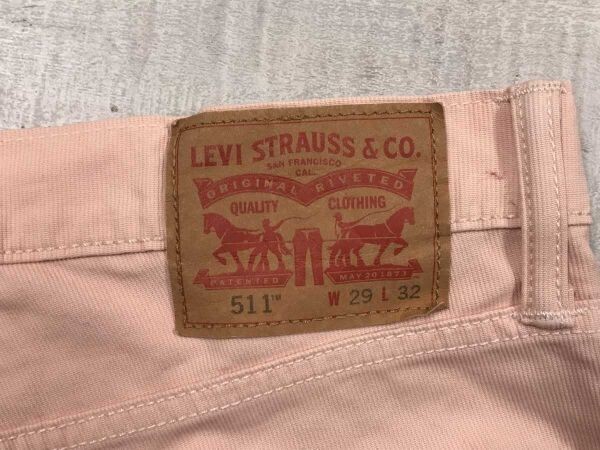 LEVI STRAUSS & CO.
SAN FRANCISCO
CAL.
ORIGINAL RIVETED
QUALITY CLOTHING
PATENTED MAY 20 1873
511™ W 29 L 32